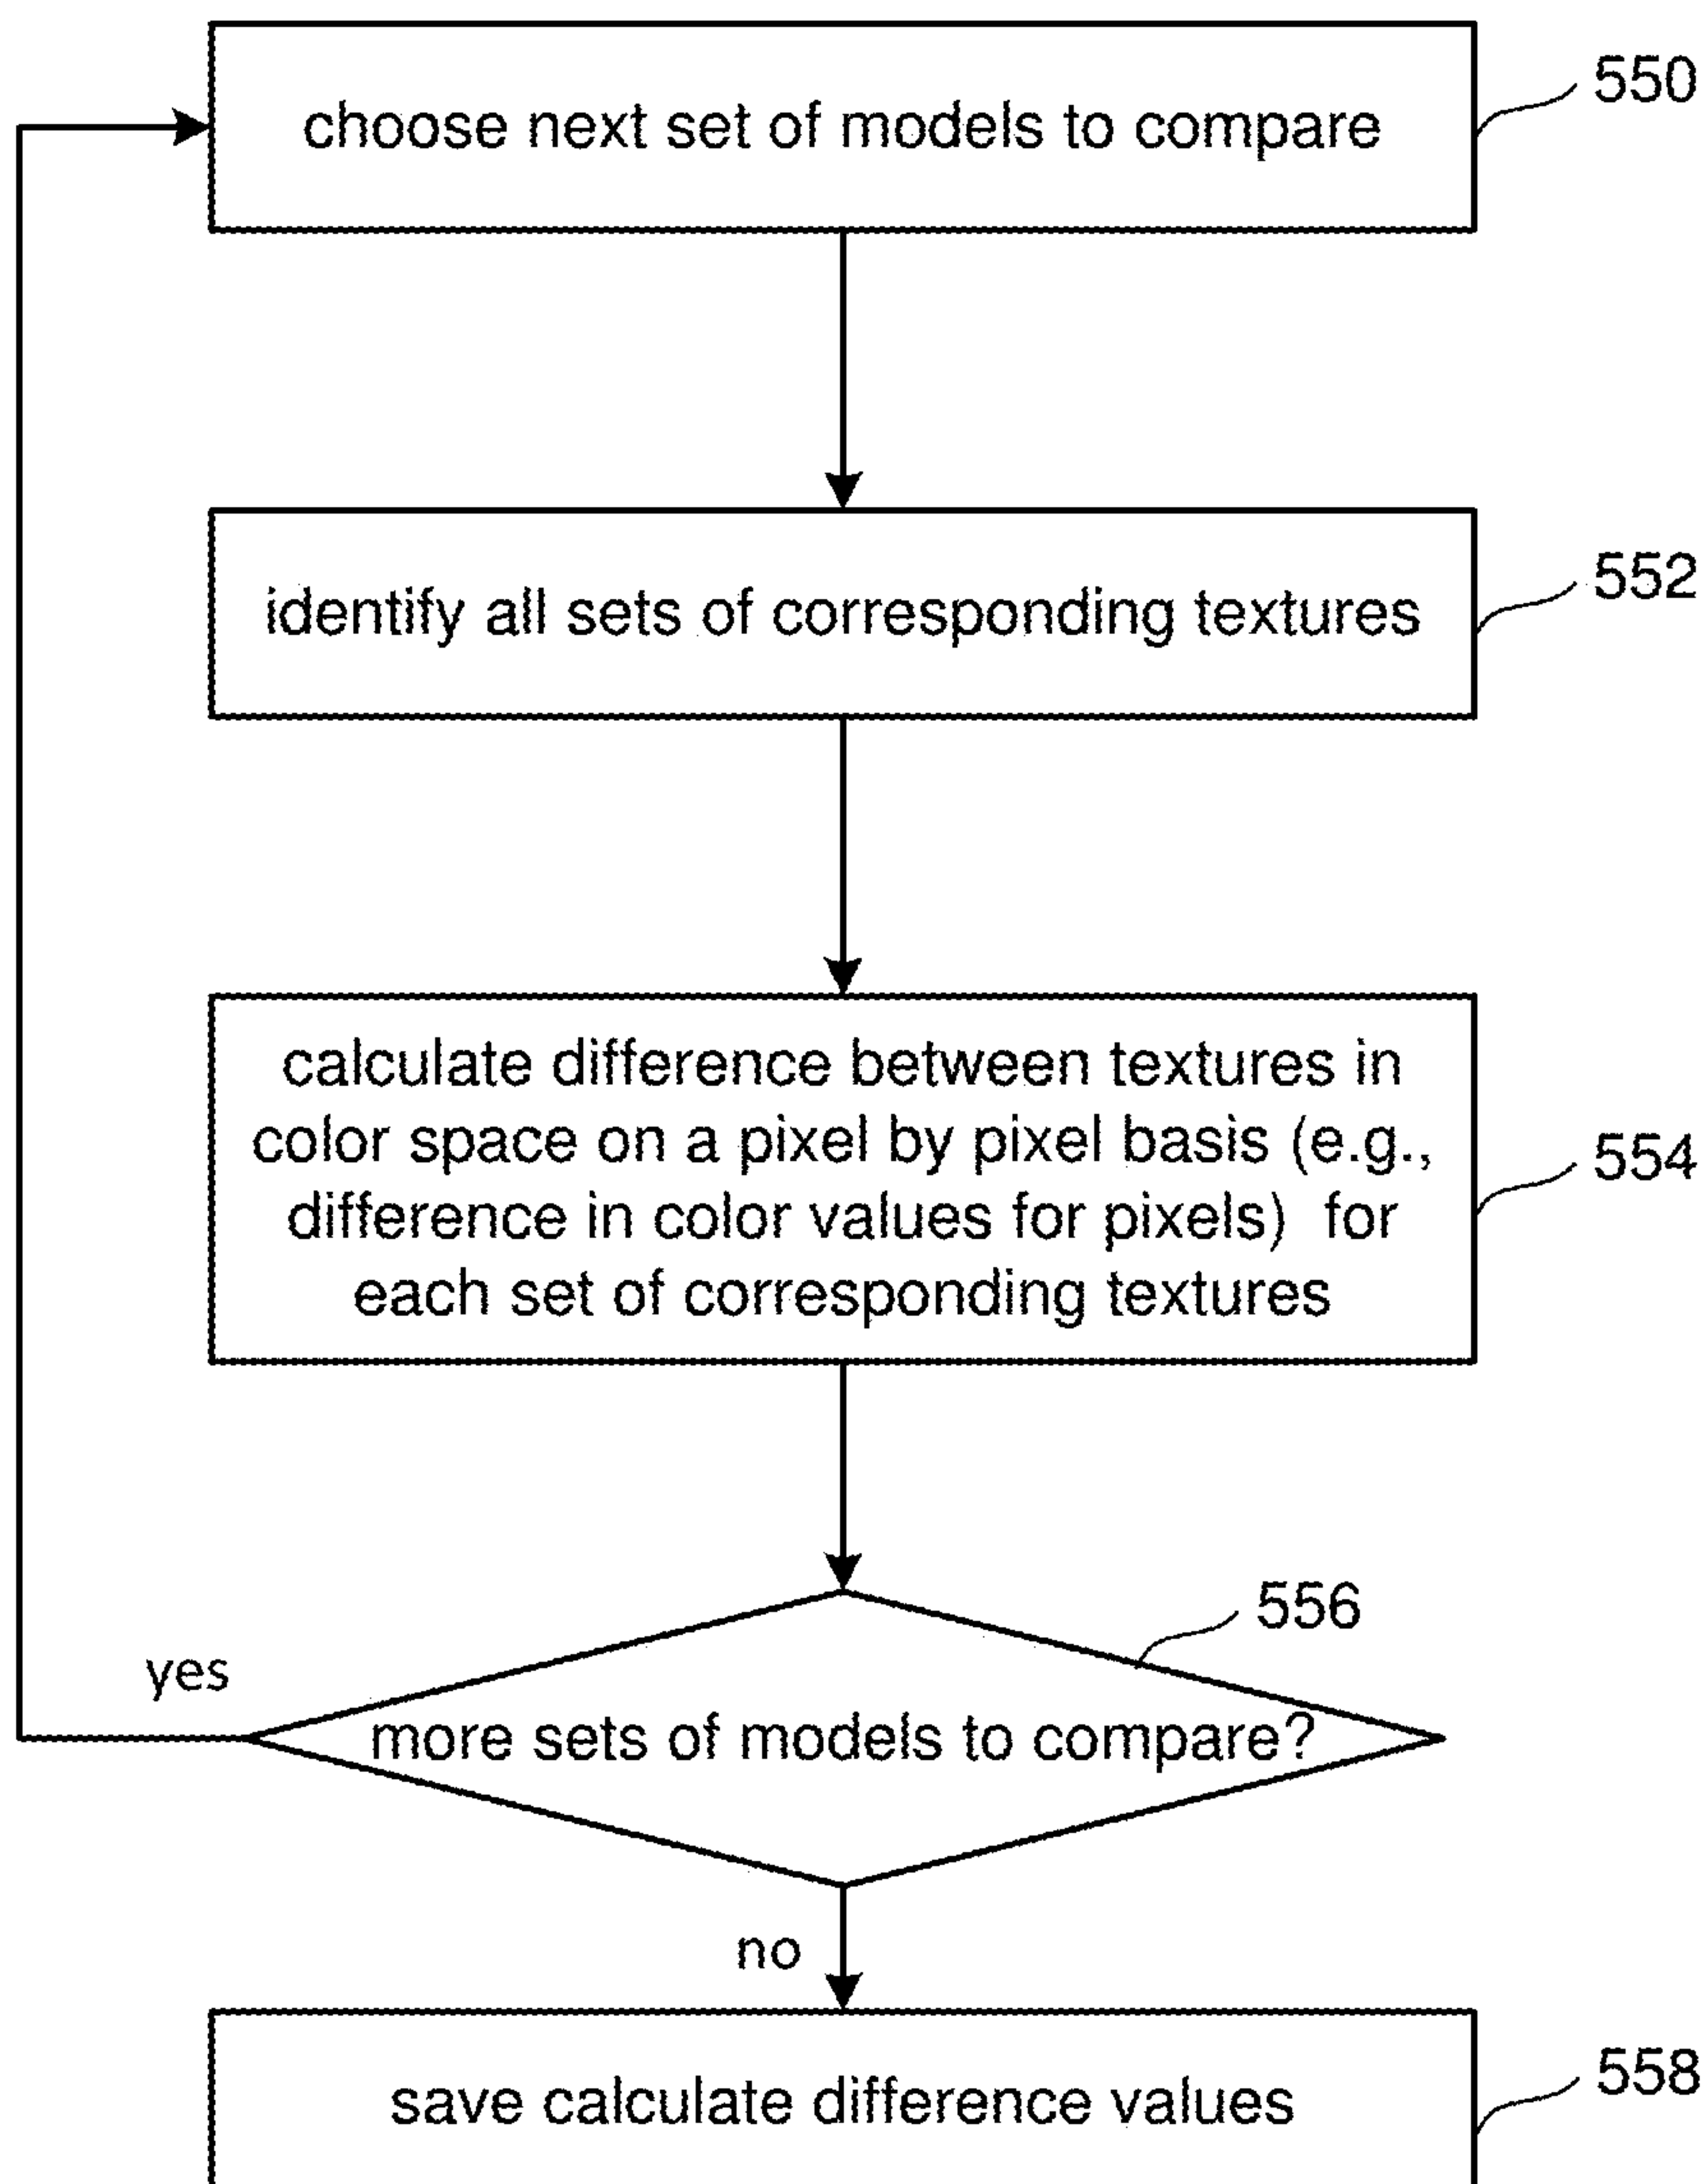 choose next set of models to compare
550
identify all sets of corresponding textures
552
calculate difference between textures in
color space on a pixel by pixel basis (e.g.,
difference in color values for pixels)  for
each set of corresponding textures
554
556
yes
more sets of models to compare?
no
save calculate difference values
558